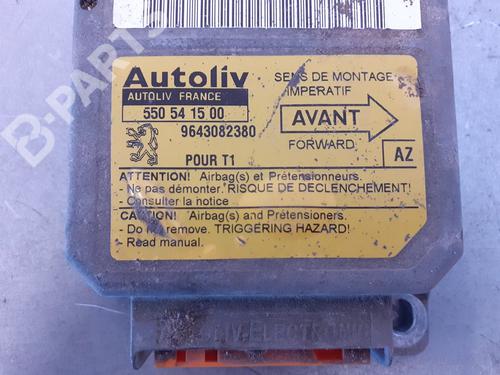 Autoliv
AUTOLIV FRANCE
550 54 15 00
9643082380
POUR T1
SENS DE MONTAGE
IMPERATIF
AVANT
FORWARD
AZ
ATTENTION! Airbag(s) et Prétensionneurs.
- Ne pas démonter. RISQUE DE DECLENCHEMENT!
- Consulter la notice
CAUTION! Airbag(s) and Prétensioners.
- Do not remove. TRIGGERING HAZARD!
- Read manual.
B-PARTS